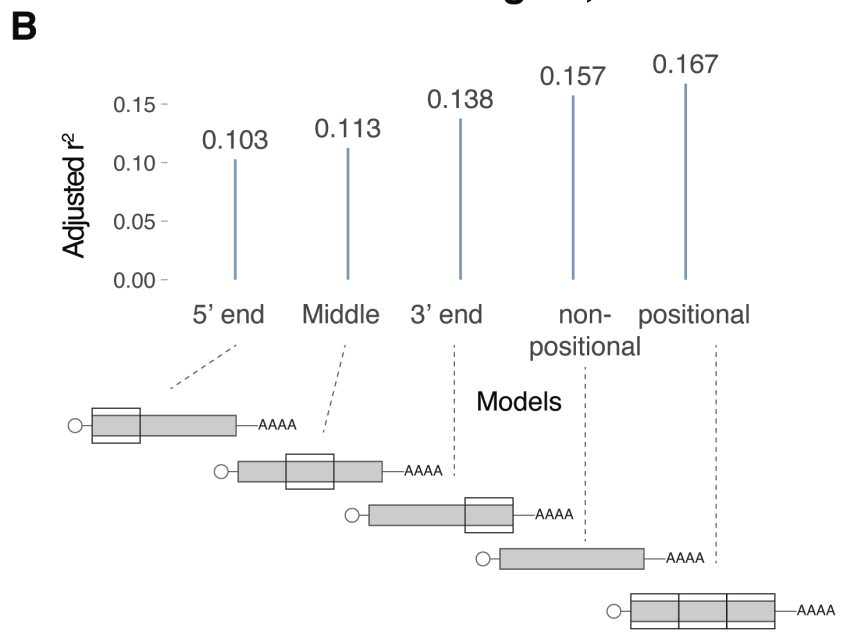 B
0.167
0.157
0.138
0.113
0.103
0.15
0.10
0.05
0.00
Adjusted r²
5’ end Middle 3’ end non-positional positional
Models
AAAA
AAAA
AAAA
AAAA
AAAA